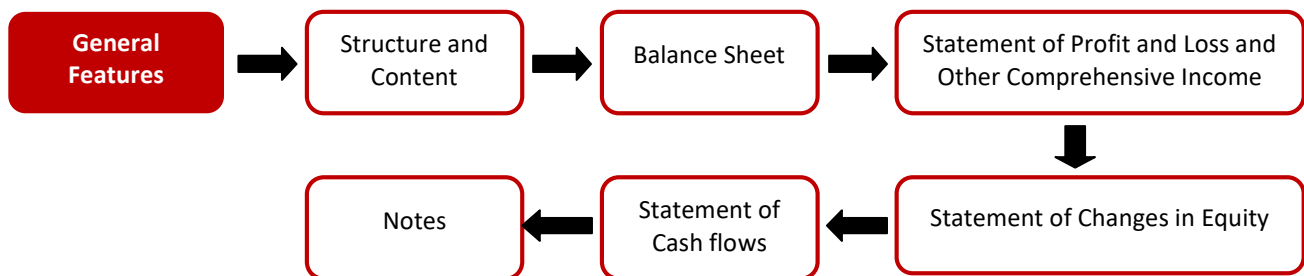 General
Features
Structure and
Content
Balance Sheet
Statement of Profit and Loss and
Other Comprehensive Income
Statement of Changes in Equity
Statement of
Cash flows
Notes